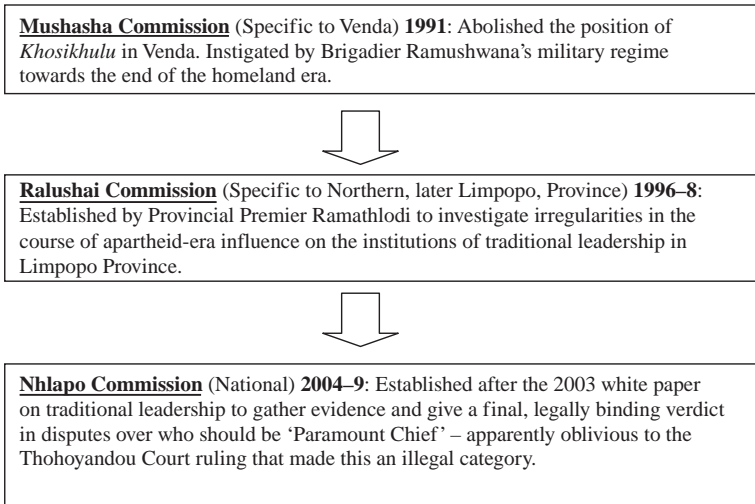 Mushasha Commission (Specific to Venda) 1991: Abolished the position of
Khosikhulu in Venda. Instigated by Brigadier Ramushwana’s military regime
towards the end of the homeland era.
Ralushai Commission (Specific to Northern, later Limpopo, Province) 1996–8:
Established by Provincial Premier Ramathlodi to investigate irregularities in the
course of apartheid-era influence on the institutions of traditional leadership in
Limpopo Province.
Nhlapo Commission (National) 2004–9: Established after the 2003 white paper
on traditional leadership to gather evidence and give a final, legally binding verdict
in disputes over who should be ‘Paramount Chief’ – apparently oblivious to the
Thohoyandou Court ruling that made this an illegal category.